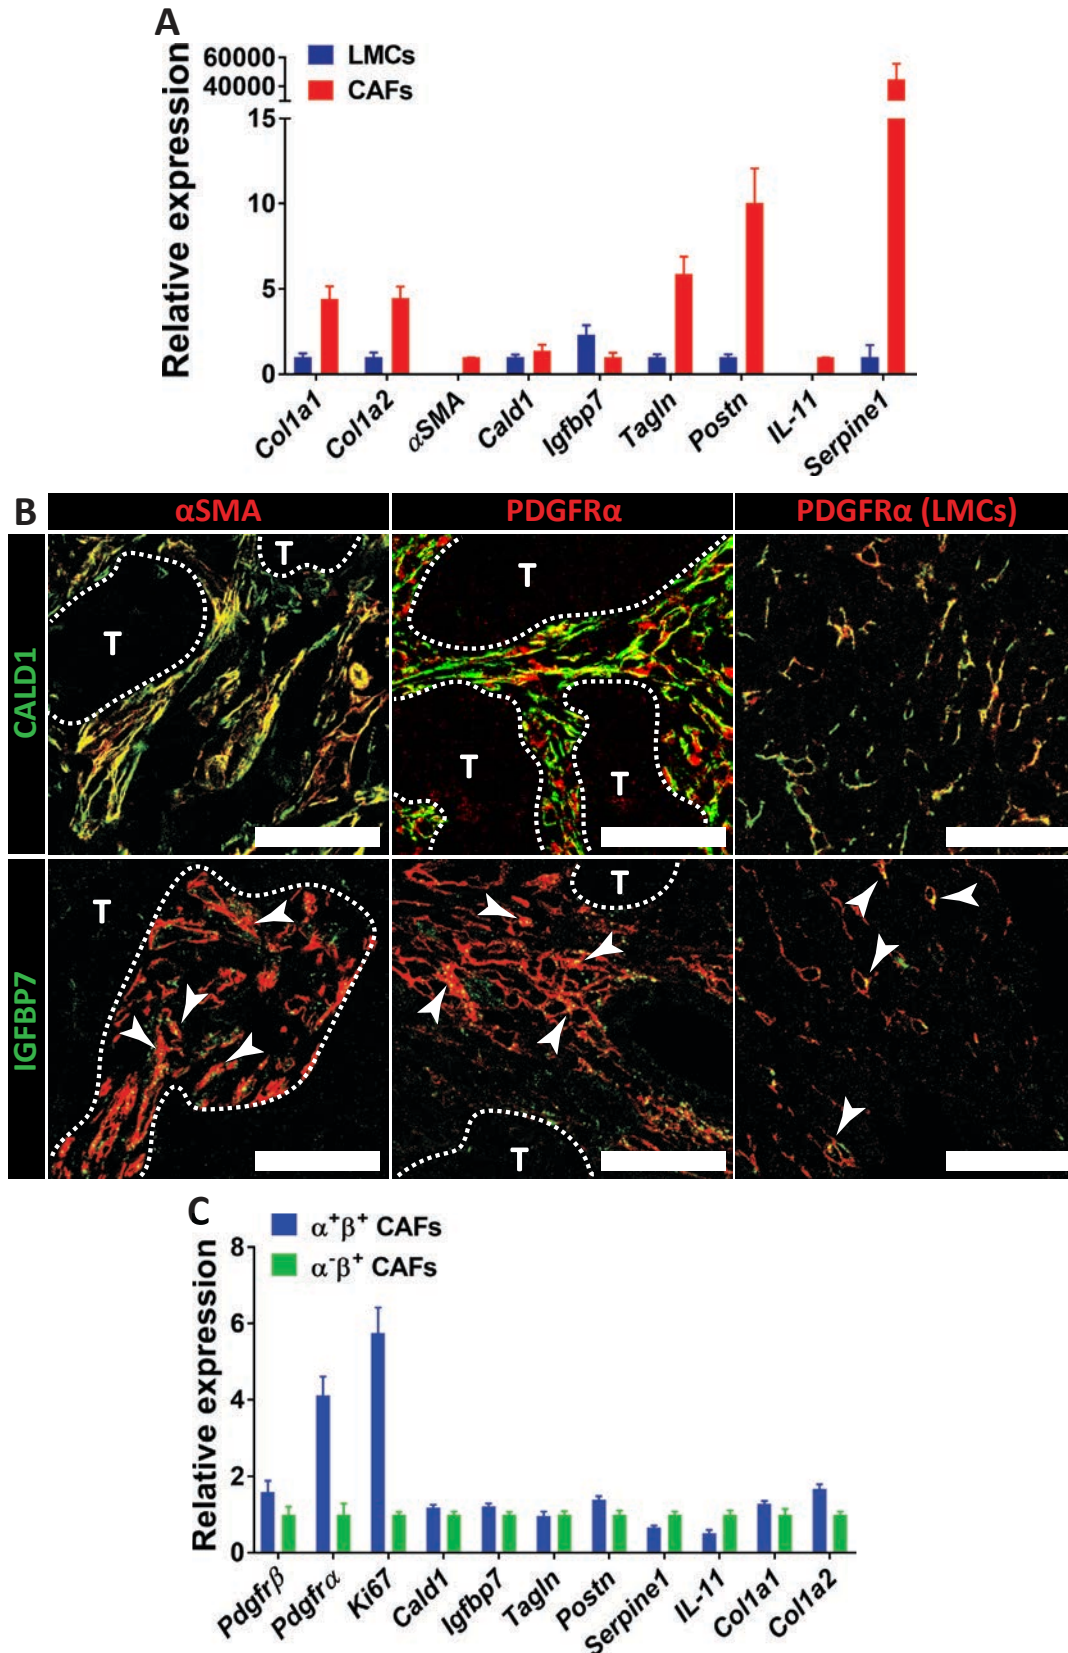 A
Relative expression
60000
40000
15
10
5
0
LMCs
CAFs
Col1a1
Col1a2
αSMA
Cald1
Igfbp7
Tagln
Postn
IL-11
Serpine1
B
αSMA
PDGFRα
PDGFRα (LMCs)
CALD1
T
T
T
T
T
IGFBP7
T
T
T
C
Relative expression
8
6
4
2
0
α⁺β⁺ CAFs
α⁻β⁺ CAFs
Pdgfrβ
Pdgfrα
Ki67
Cald1
Igfbp7
Tagln
Postn
Serpine1
IL-11
Col1a1
Col1a2